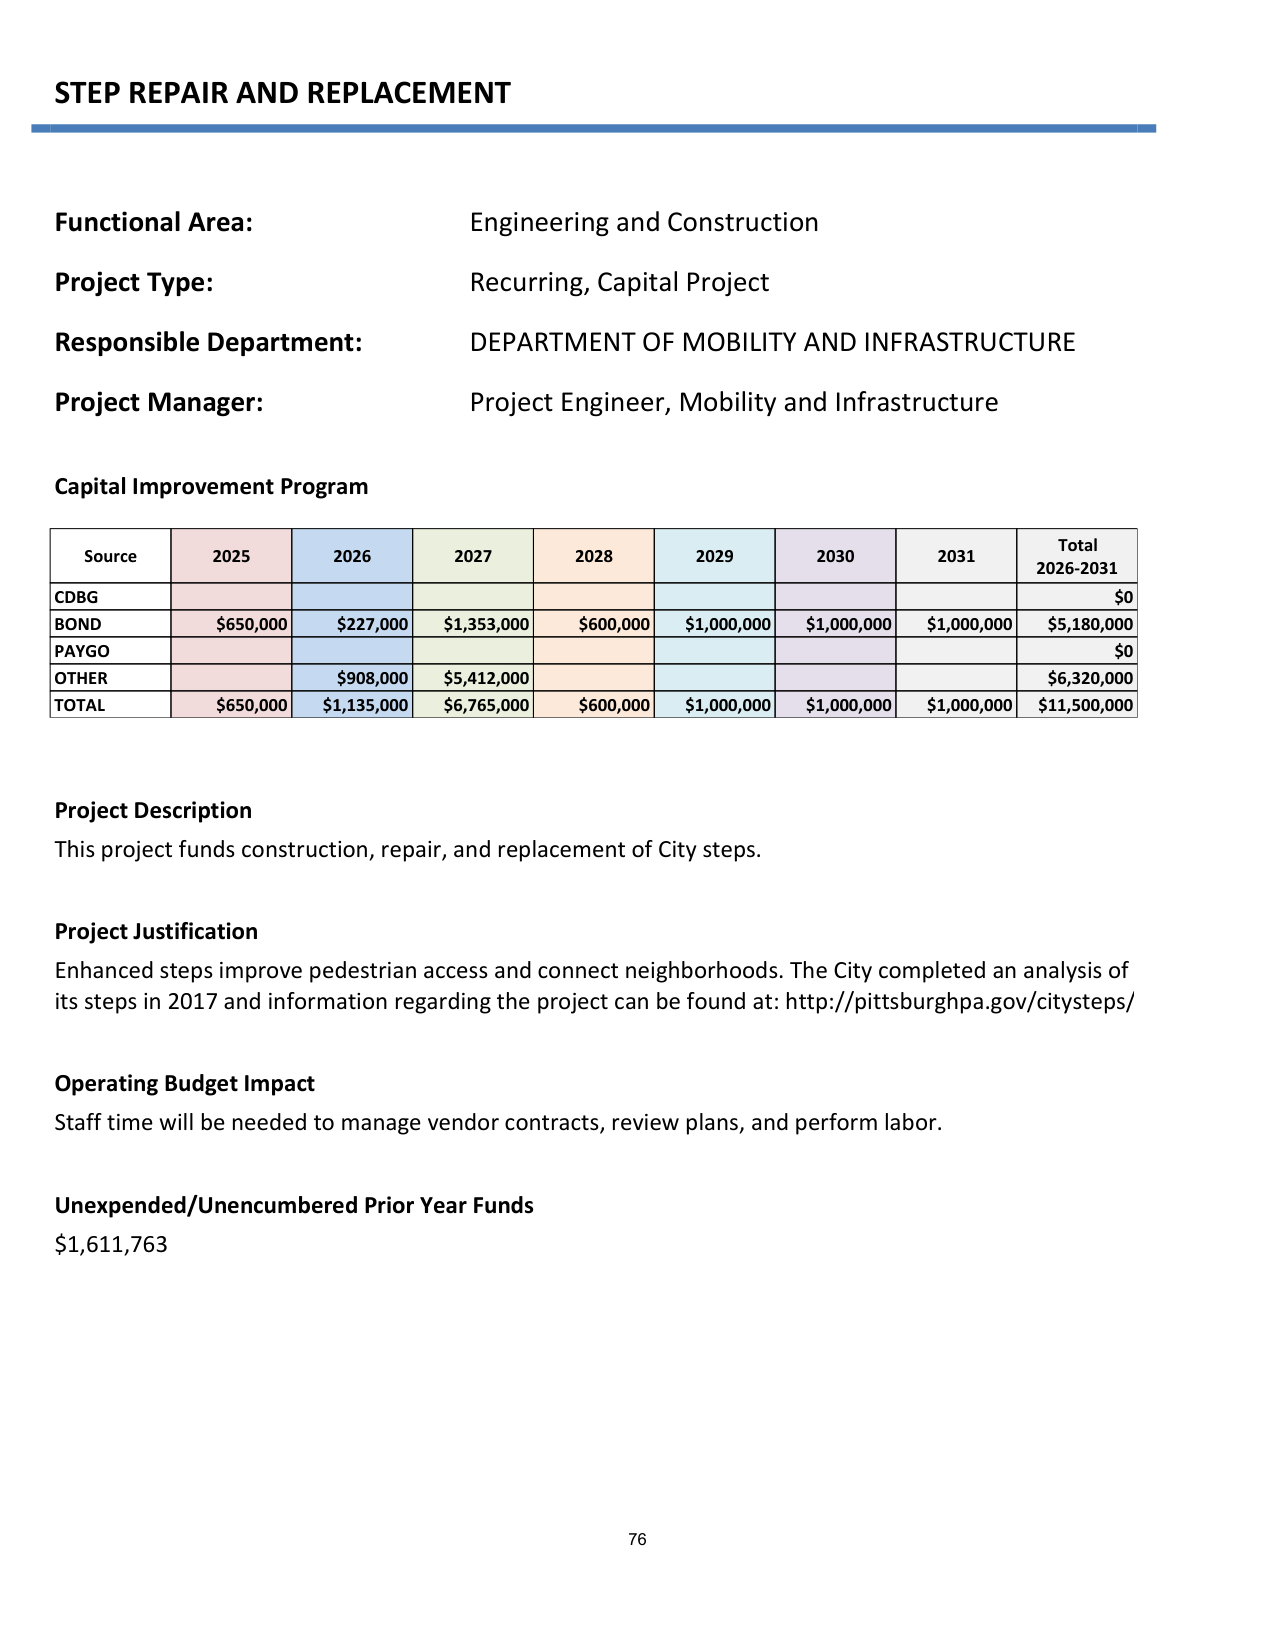 STEP REPAIR AND REPLACEMENT
Functional Area: Engineering and Construction
Project Type: Recurring, Capital Project
Responsible Department: DEPARTMENT OF MOBILITY AND INFRASTRUCTURE
Project Manager: Project Engineer, Mobility and Infrastructure
Capital Improvement Program
Source 2025 2026 2027 2028 2029 2030 2031 Total 2026-2031
CDBG $0
BOND $650,000 $227,000 $1,353,000 $600,000 $1,000,000 $1,000,000 $1,000,000 $5,180,000
PAYGO $0
OTHER $908,000 $5,412,000 $6,320,000
TOTAL $650,000 $1,135,000 $6,765,000 $600,000 $1,000,000 $1,000,000 $1,000,000 $11,500,000
Project Description
This project funds construction, repair, and replacement of City steps.
Project Justification
Enhanced steps improve pedestrian access and connect neighborhoods. The City completed an analysis of
its steps in 2017 and information regarding the project can be found at: http://pittsburghpa.gov/citysteps/
Operating Budget Impact
Staff time will be needed to manage vendor contracts, review plans, and perform labor.
Unexpended/Unencumbered Prior Year Funds
$1,611,763
76